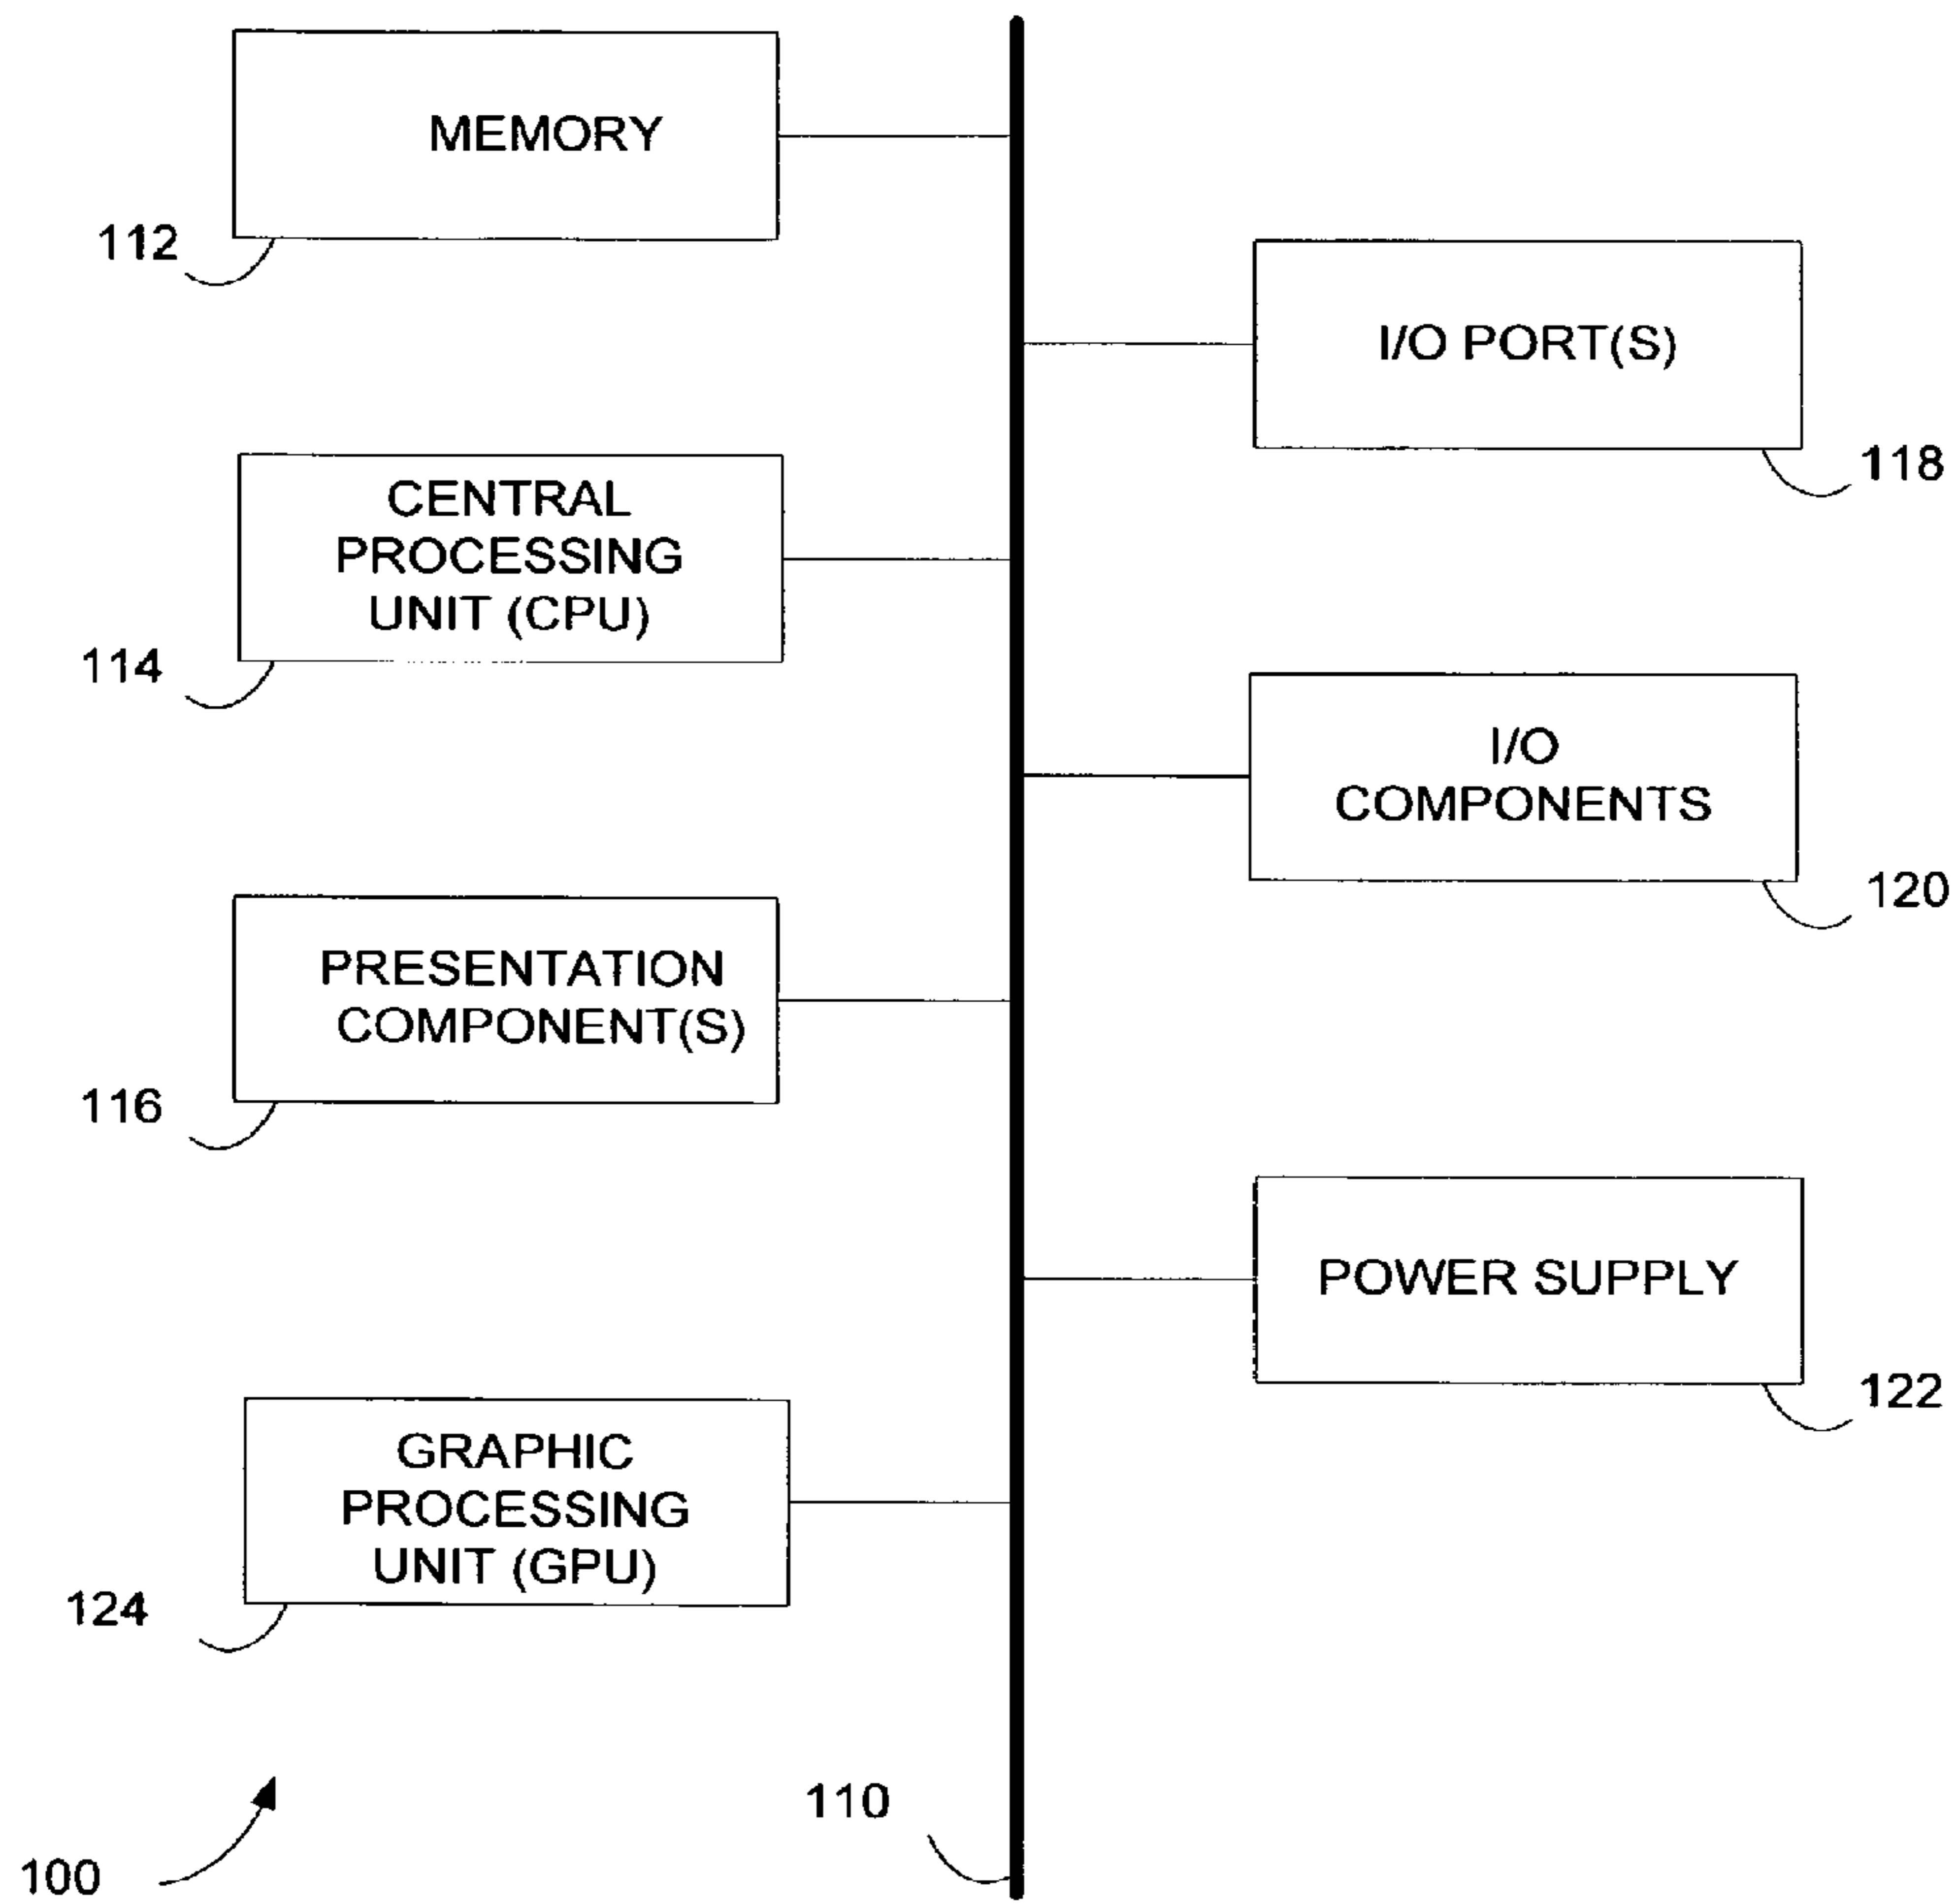 MEMORY
112
I/O PORT(S)
118
CENTRAL
PROCESSING
UNIT (CPU)
114
I/O
COMPONENTS
120
PRESENTATION
COMPONENT(S)
116
POWER SUPPLY
122
GRAPHIC
PROCESSING
UNIT (GPU)
124
110
100